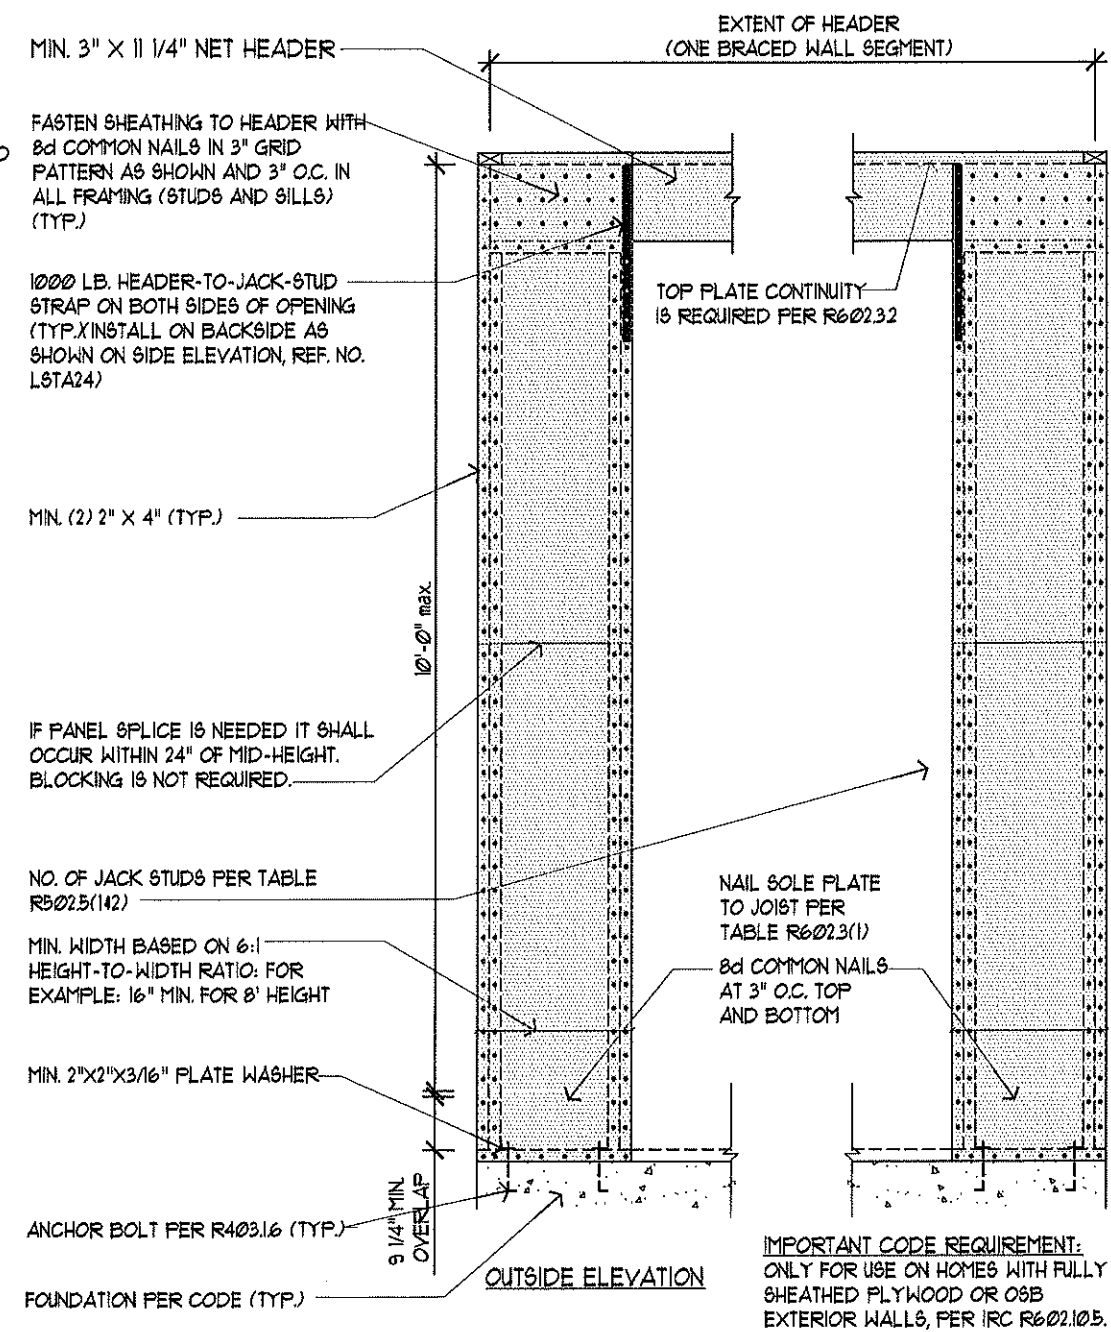 EXTENT OF HEADER
(ONE BRACED WALL SEGMENT)
MIN. 3" X 11 1/4" NET HEADER
FASTEN SHEATHING TO HEADER WITH
8d COMMON NAILS IN 3" GRID
PATTERN AS SHOWN AND 3" O.C. IN
ALL FRAMING (STUDS AND SILLS)
(TYP.)
1000 LB. HEADER-TO-JACK-STUD
STRAP ON BOTH SIDES OF OPENING
(TYP.)(INSTALL ON BACKSIDE AS
SHOWN ON SIDE ELEVATION, REF. NO.
LSTA24)
TOP PLATE CONTINUITY
IS REQUIRED PER R602.3.2
MIN. (2) 2" X 4" (TYP.)
10'-0" max.
IF PANEL SPLICE IS NEEDED IT SHALL
OCCUR WITHIN 24" OF MID-HEIGHT.
BLOCKING IS NOT REQUIRED.
NO. OF JACK STUDS PER TABLE
R502.5(1&2)
MIN. WIDTH BASED ON 6:1
HEIGHT-TO-WIDTH RATIO: FOR
EXAMPLE: 16" MIN. FOR 8' HEIGHT
NAIL SOLE PLATE
TO JOIST PER
TABLE R602.3(1)
8d COMMON NAILS
AT 3" O.C. TOP
AND BOTTOM
MIN. 2"X2"X3/16" PLATE WASHER
9 1/4" MIN.
OVERLAP
ANCHOR BOLT PER R403.1.6 (TYP.)
FOUNDATION PER CODE (TYP.)
OUTSIDE ELEVATION
IMPORTANT CODE REQUIREMENT:
ONLY FOR USE ON HOMES WITH FULLY
SHEATHED PLYWOOD OR OSB
EXTERIOR WALLS, PER IRC R602.10.5.